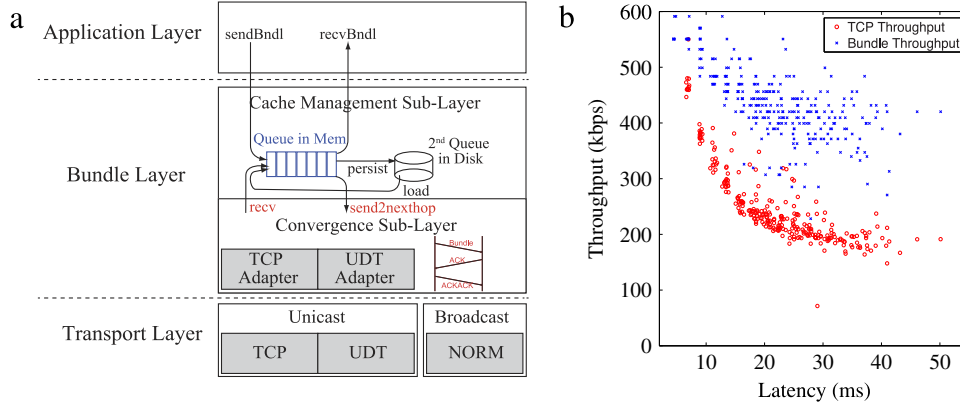 a
Application Layer
sendBndl
recvBndl
Bundle Layer
Cache Management Sub-Layer
Queue in Mem
2nd Queue
in Disk
persist
load
recv
send2nexthop
Convergence Sub-Layer
TCP
Adapter
UDT
Adapter
Bundle
ACK
ACKACK
Transport Layer
Unicast
Broadcast
TCP
UDT
NORM
b
TCP Throughput
Bundle Throughput
Throughput (kbps)
600
500
400
300
200
100
0
10
20
30
40
50
Latency (ms)